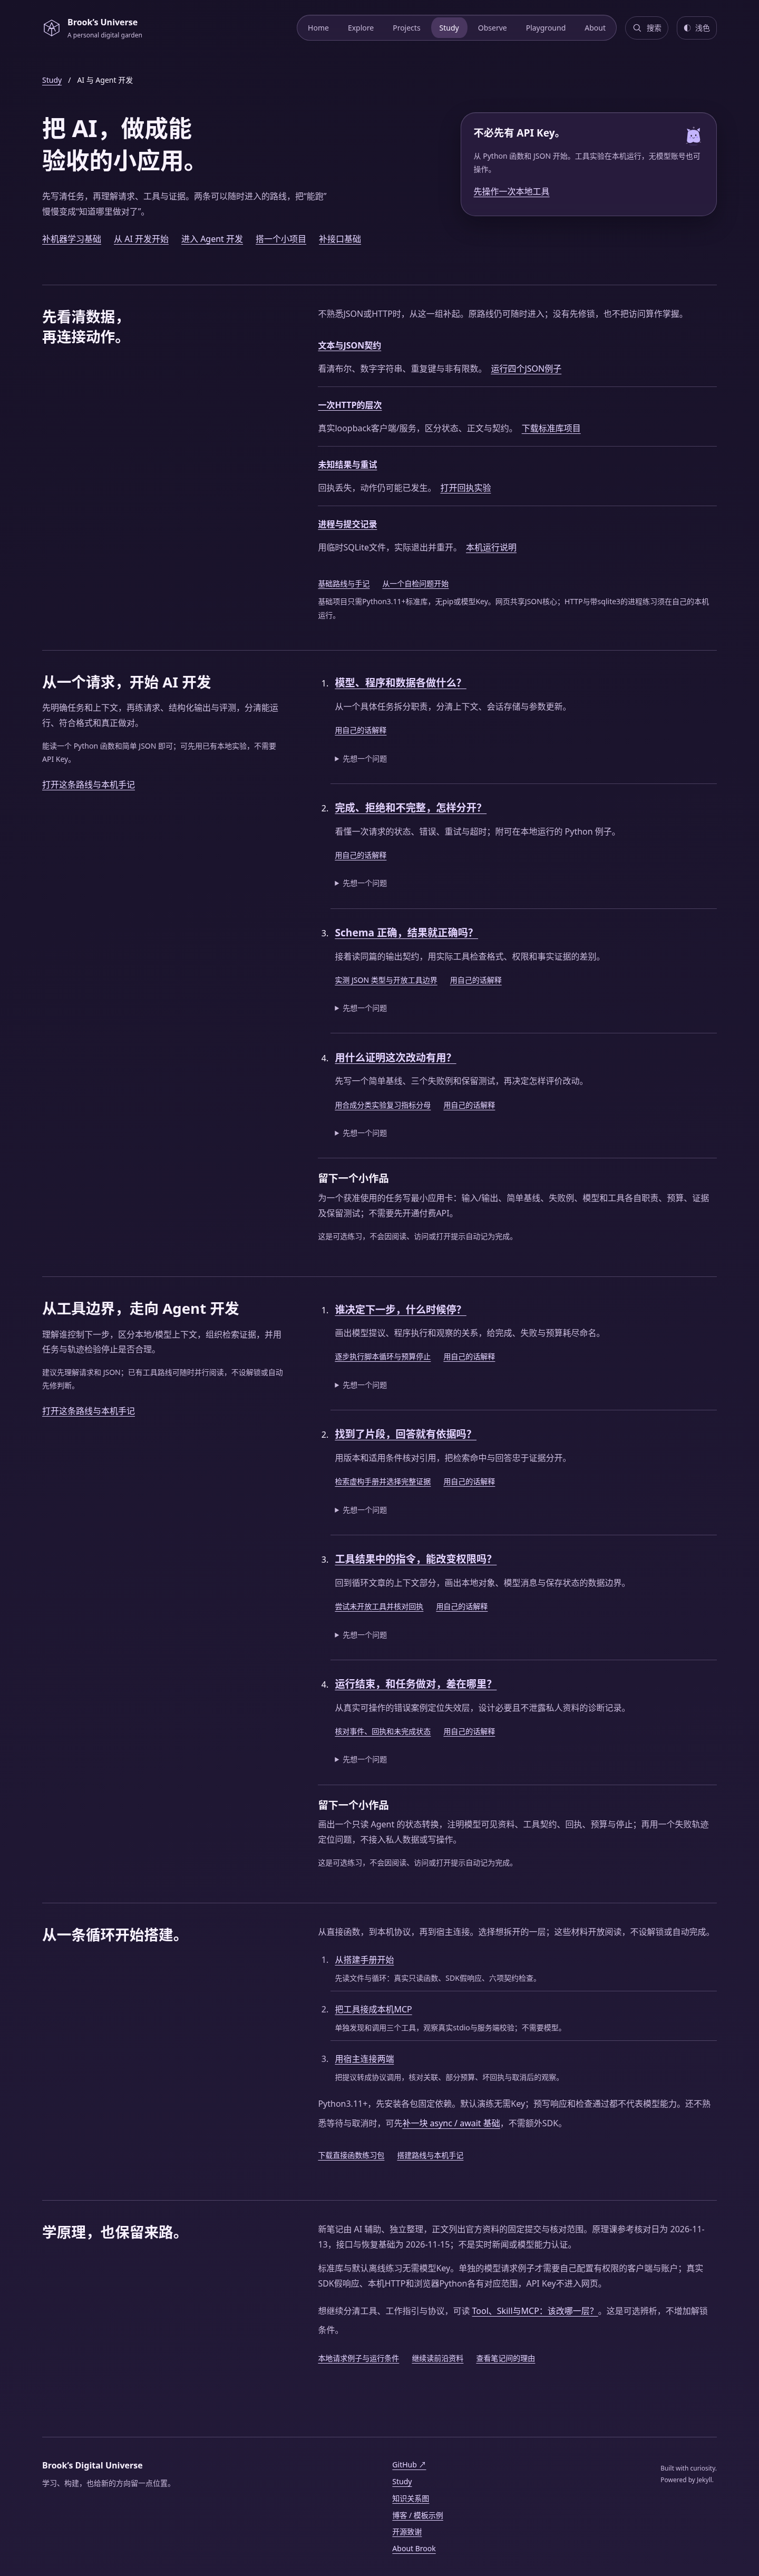 Brook’s Universe
A personal digital garden
Home Explore Projects Study Observe Playground About 搜索 浅色
Study / AI 与 Agent 开发
把 AI，做成能
验收的小应用。
先写清任务，再理解请求、工具与证据。两条可以随时进入的路线，把“能跑”
慢慢变成“知道哪里做对了”。
补机器学习基础 从 AI 开发开始 进入 Agent 开发 搭一个小项目 补接口基础
不必先有 API Key。
从 Python 函数和 JSON 开始。工具实验在本机运行，无模型账号也可
操作。
先操作一次本地工具
先看清数据，
再连接动作。
不熟悉JSON或HTTP时，从这一组补起。原路线仍可随时进入；没有先修锁，也不把访问算作掌握。
文本与JSON契约
看清布尔、数字字符串、重复键与非有限数。 运行四个JSON例子
一次HTTP的层次
真实loopback客户端/服务，区分状态、正文与契约。 下载标准库项目
未知结果与重试
回执丢失，动作仍可能已发生。 打开回执实验
进程与提交记录
用临时SQLite文件，实际退出并重开。 本机运行说明
基础路线与手记 从一个自检问题开始
基础项目只需Python3.11+标准库，无pip或模型Key。网页共享JSON核心；HTTP与带sqlite3的进程练习须在自己的本机
运行。
从一个请求，开始 AI 开发
先明确任务和上下文，再练请求、结构化输出与评测，分清能运
行、符合格式和真正做对。
能读一个 Python 函数和简单 JSON 即可；可先用已有本地实验，不需要
API Key。
打开这条路线与本机手记
1. 模型、程序和数据各做什么？
从一个具体任务拆分职责，分清上下文、会话存储与参数更新。
用自己的话解释
▶ 先想一个问题
2. 完成、拒绝和不完整，怎样分开？
看懂一次请求的状态、错误、重试与超时；附可在本地运行的 Python 例子。
用自己的话解释
▶ 先想一个问题
3. Schema 正确，结果就正确吗？
接着读同篇的输出契约，用实际工具检查格式、权限和事实证据的差别。
实测 JSON 类型与开放工具边界 用自己的话解释
▶ 先想一个问题
4. 用什么证明这次改动有用？
先写一个简单基线、三个失败例和保留测试，再决定怎样评价改动。
用合成分类实验复习指标分母 用自己的话解释
▶ 先想一个问题
留下一个小作品
为一个获准使用的任务写最小应用卡：输入/输出、简单基线、失败例、模型和工具各自职责、预算、证据
及保留测试；不需要先开通付费API。
这是可选练习，不会因阅读、访问或打开提示自动记为完成。
从工具边界，走向 Agent 开发
理解谁控制下一步，区分本地/模型上下文，组织检索证据，并用
任务与轨迹检验停止是否合理。
建议先理解请求和 JSON；已有工具路线可随时并行阅读，不设解锁或自动
先修判断。
打开这条路线与本机手记
1. 谁决定下一步，什么时候停？
画出模型提议、程序执行和观察的关系，给完成、失败与预算耗尽命名。
逐步执行脚本循环与预算停止 用自己的话解释
▶ 先想一个问题
2. 找到了片段，回答就有依据吗？
用版本和适用条件核对引用，把检索命中与回答忠于证据分开。
检索虚构手册并选择完整证据 用自己的话解释
▶ 先想一个问题
3. 工具结果中的指令，能改变权限吗？
回到循环文章的上下文部分，画出本地对象、模型消息与保存状态的数据边界。
尝试未开放工具并核对回执 用自己的话解释
▶ 先想一个问题
4. 运行结束，和任务做对，差在哪里？
从真实可操作的错误案例定位失效层，设计必要且不泄露私人资料的诊断记录。
核对事件、回执和未完成状态 用自己的话解释
▶ 先想一个问题
留下一个小作品
画出一个只读 Agent 的状态转换，注明模型可见资料、工具契约、回执、预算与停止；再用一个失败轨迹
定位问题，不接入私人数据或写操作。
这是可选练习，不会因阅读、访问或打开提示自动记为完成。
从一条循环开始搭建。
从直接函数，到本机协议，再到宿主连接。选择想拆开的一层；这些材料开放阅读，不设解锁或自动完成。
1. 从搭建手册开始
先读文件与循环：真实只读函数、SDK假响应、六项契约检查。
2. 把工具接成本机MCP
单独发现和调用三个工具，观察真实stdio与服务端校验；不需要模型。
3. 用宿主连接两端
把提议转成协议调用，核对关联、部分预算、坏回执与取消后的观察。
Python3.11+，先安装各包固定依赖。默认演练无需Key；预写响应和检查通过都不代表模型能力。还不熟
悉等待与取消时，可先补一块 async / await 基础，不需额外SDK。
下载直接函数练习包 搭建路线与本机手记
学原理，也保留来路。
新笔记由 AI 辅助、独立整理，正文列出官方资料的固定提交与核对范围。原理课参考核对日为 2026-11-
13，接口与恢复基础为 2026-11-15；不是实时新闻或模型能力认证。
标准库与默认离线练习无需模型Key。单独的模型请求例子才需要自己配置有权限的客户端与账户；真实
SDK假响应、本机HTTP和浏览器Python各有对应范围，API Key不进入网页。
想继续分清工具、工作指引与协议，可读 Tool、Skill与MCP：该改哪一层？。这是可选辨析，不增加解锁
条件。
本地请求例子与运行条件 继续读前沿资料 查看笔记间的理由
Brook’s Digital Universe
学习、构建，也给新的方向留一点位置。
GitHub ↗
Study
知识关系图
博客 / 模板示例
开源致谢
About Brook
Built with curiosity.
Powered by Jekyll.